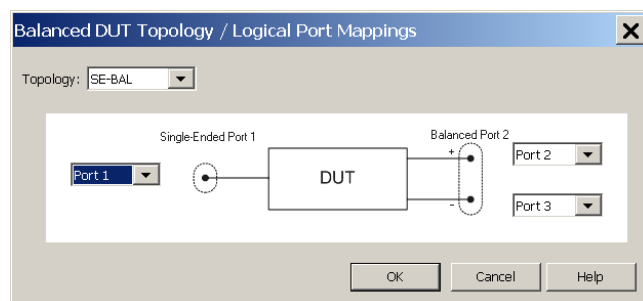 Balanced DUT Topology / Logical Port Mappings
Topology: SE-BAL
Single-Ended Port 1
Balanced Port 2
Port 1
DUT
+
-
Port 2
Port 3
OK
Cancel
Help